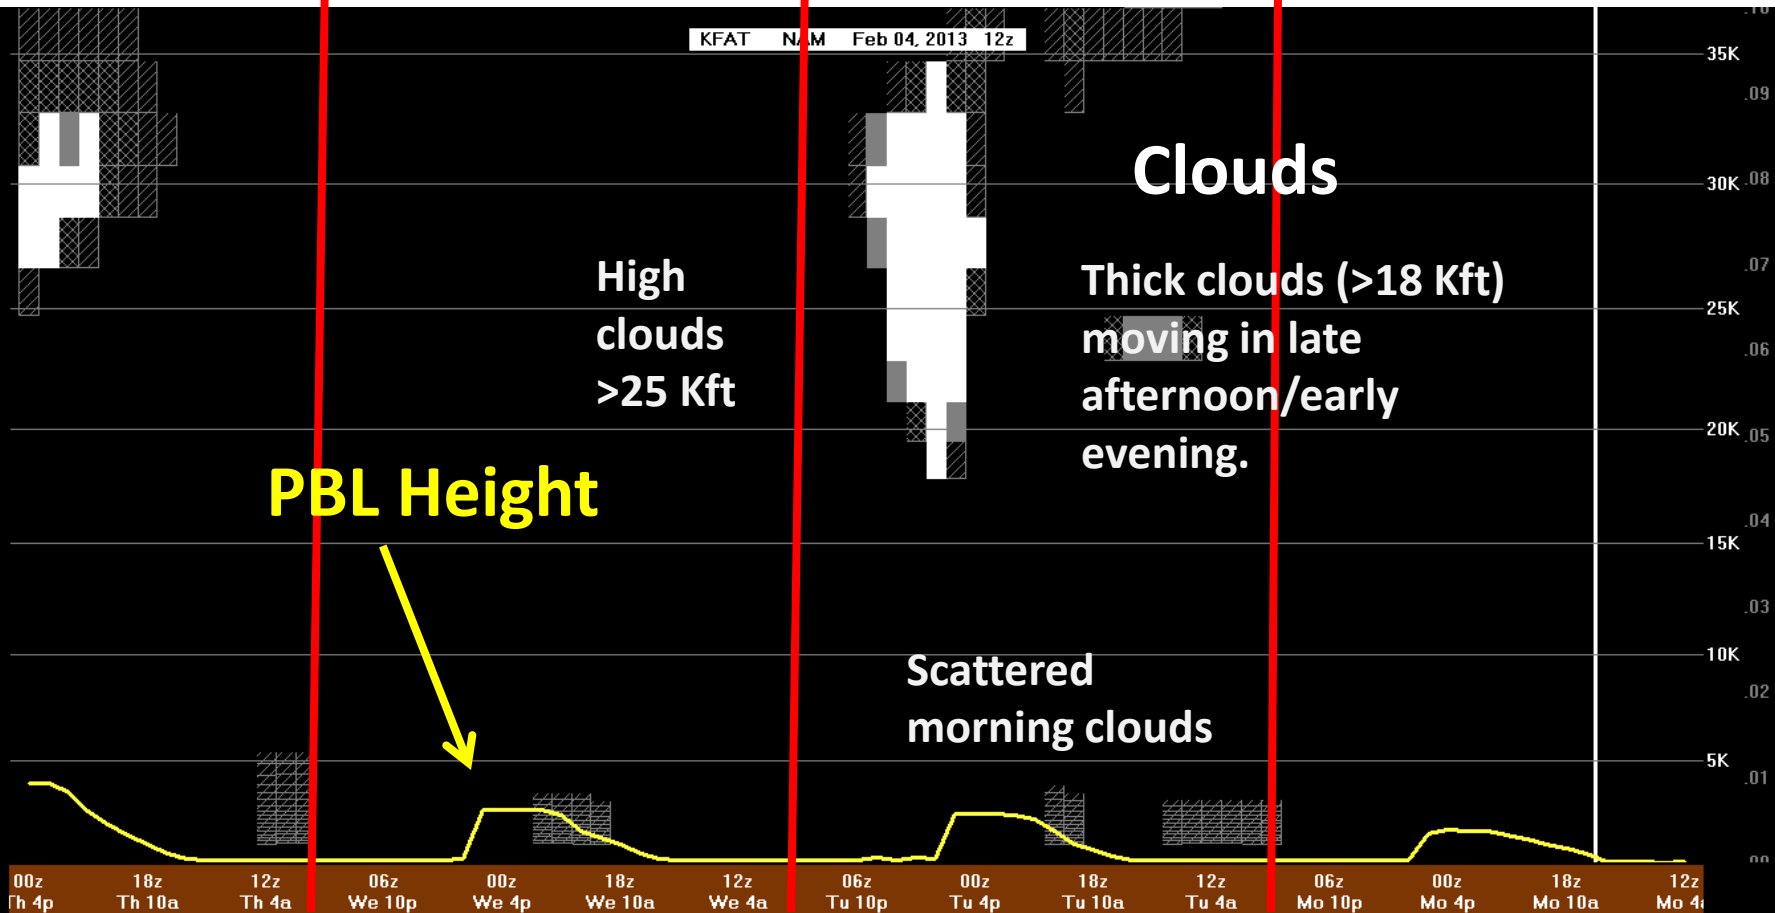 KFAT NAM Feb 04, 2013 12z
35K
.09
Clouds
30K .08
High
clouds
>25 Kft
Thick clouds (>18 Kft)
moving in late
afternoon/early
evening.
.07
25K
.06
20K .05
PBL Height
.04
15K
.03
10K
Scattered
morning clouds
.02
5K
.01
00z 18z 12z 06z 00z 18z 12z 06z 00z 18z 12z 06z 00z 18z 12z
Th 4p Th 10a Th 4a We 10p We 4p We 10a We 4a Tu 10p Tu 4p Tu 10a Tu 4a Mo 10p Mo 4p Mo 10a Mo 4